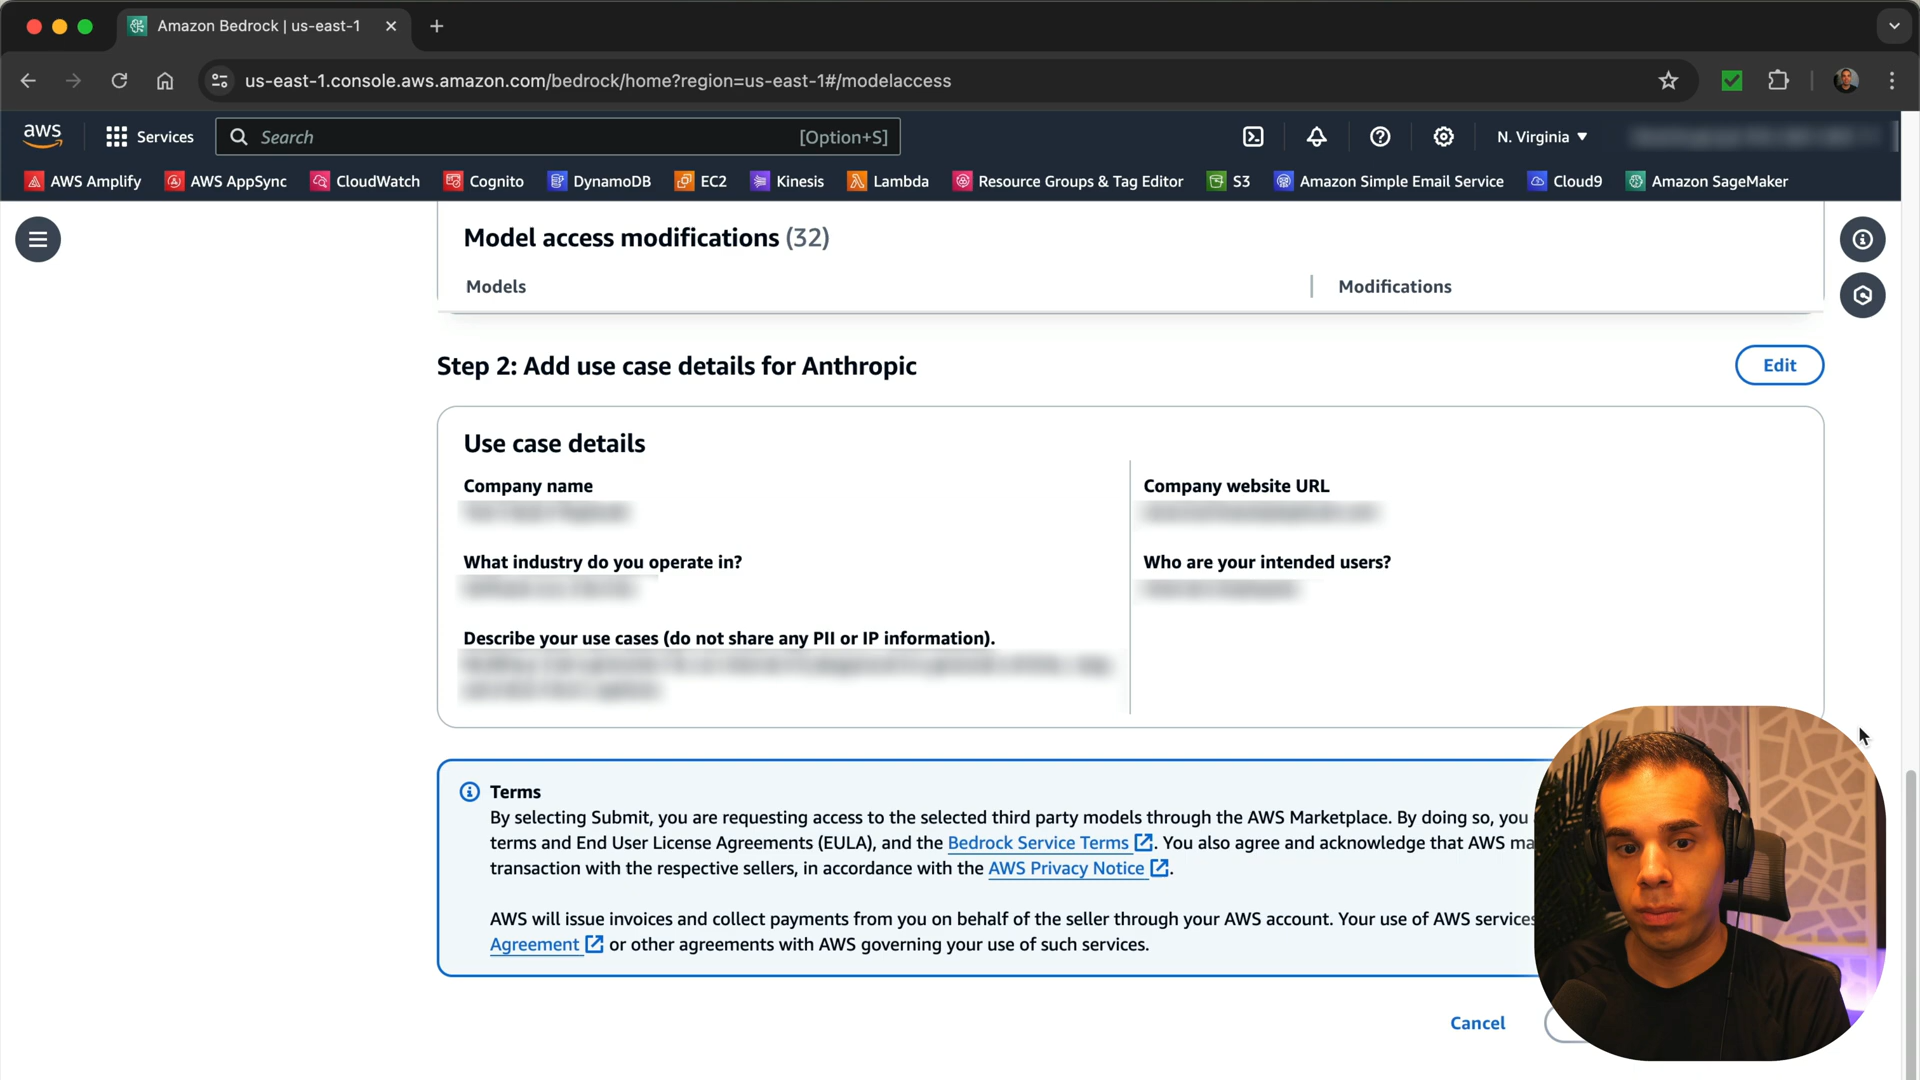 Amazon Bedrock | us-east-1
us-east-1.console.aws.amazon.com/bedrock/home?region=us-east-1#/modelaccess
aws
Services
Search
[Option+S]
N. Virginia
AWS Amplify
AWS AppSync
CloudWatch
Cognito
DynamoDB
EC2
Kinesis
Lambda
Resource Groups & Tag Editor
S3
Amazon Simple Email Service
Cloud9
Amazon SageMaker
Model access modifications (32)
Models
Modifications
Step 2: Add use case details for Anthropic
Edit
Use case details
Company name
Company website URL
What industry do you operate in?
Who are your intended users?
Describe your use cases (do not share any PII or IP information).
Terms
By selecting Submit, you are requesting access to the selected third party models through the AWS Marketplace. By doing so, you
terms and End User License Agreements (EULA), and the Bedrock Service Terms. You also agree and acknowledge that AWS
transaction with the respective sellers, in accordance with the AWS Privacy Notice.
AWS will issue invoices and collect payments from you on behalf of the seller through your AWS account. Your use of AWS services
Agreement or other agreements with AWS governing your use of such services.
Cancel